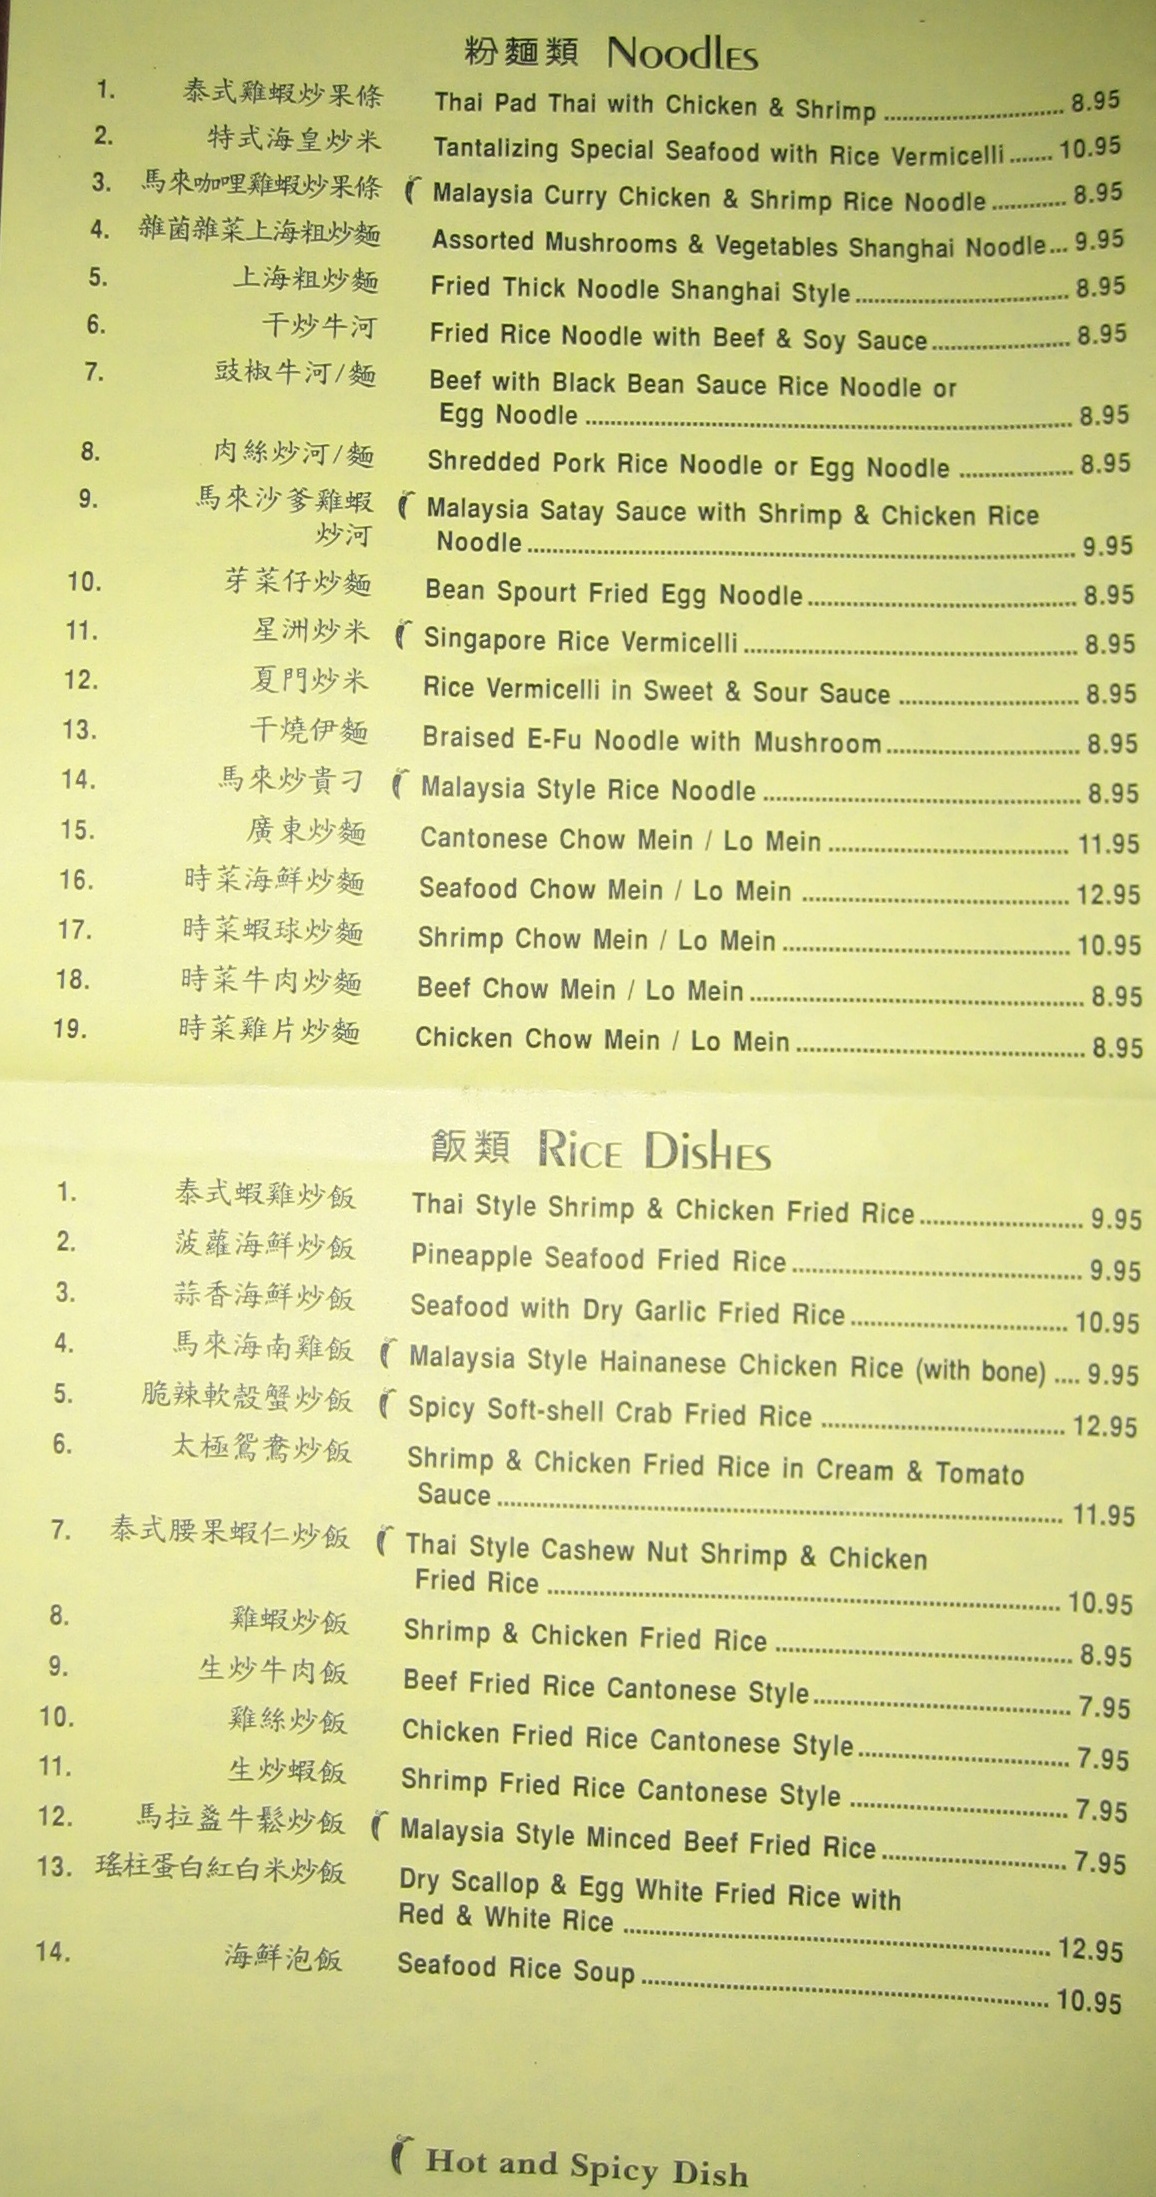 粉麵類 Noodles
1. 泰式雞蝦炒果條 Thai Pad Thai with Chicken & Shrimp 8.95
2. 特式海皇炒米 Tantalizing Special Seafood with Rice Vermicelli 10.95
3. 馬來咖哩雞蝦炒果條 Malaysia Curry Chicken & Shrimp Rice Noodle 8.95
4. 雜菌雜菜上海粗炒麵 Assorted Mushrooms & Vegetables Shanghai Noodle 9.95
5. 上海粗炒麵 Fried Thick Noodle Shanghai Style 8.95
6. 干炒牛河 Fried Rice Noodle with Beef & Soy Sauce 8.95
7. 豉椒牛河/麵 Beef with Black Bean Sauce Rice Noodle or
Egg Noodle 8.95
8. 肉絲炒河/麵 Shredded Pork Rice Noodle or Egg Noodle 8.95
9. 馬來沙爹雞蝦 Malaysia Satay Sauce with Shrimp & Chicken Rice
炒河 Noodle 9.95
10. 芽菜仔炒麵 Bean Spourt Fried Egg Noodle 8.95
11. 星洲炒米 Singapore Rice Vermicelli 8.95
12. 夏門炒米 Rice Vermicelli in Sweet & Sour Sauce 8.95
13. 干燒伊麵 Braised E-Fu Noodle with Mushroom 8.95
14. 馬來炒貴刁 Malaysia Style Rice Noodle 8.95
15. 廣東炒麵 Cantonese Chow Mein / Lo Mein 11.95
16. 時菜海鮮炒麵 Seafood Chow Mein / Lo Mein 12.95
17. 時菜蝦球炒麵 Shrimp Chow Mein / Lo Mein 10.95
18. 時菜牛肉炒麵 Beef Chow Mein / Lo Mein 8.95
19. 時菜雞片炒麵 Chicken Chow Mein / Lo Mein 8.95
飯類 Rice Dishes
1. 泰式蝦雞炒飯 Thai Style Shrimp & Chicken Fried Rice 9.95
2. 菠蘿海鮮炒飯 Pineapple Seafood Fried Rice 9.95
3. 蒜香海鮮炒飯 Seafood with Dry Garlic Fried Rice 10.95
4. 馬來海南雞飯 Malaysia Style Hainanese Chicken Rice (with bone) 9.95
5. 脆辣軟殼蟹炒飯 Spicy Soft-shell Crab Fried Rice 12.95
6. 太極鴛鴦炒飯 Shrimp & Chicken Fried Rice in Cream & Tomato
Sauce 11.95
7. 泰式腰果蝦仁炒飯 Thai Style Cashew Nut Shrimp & Chicken
Fried Rice 10.95
8. 雞蝦炒飯 Shrimp & Chicken Fried Rice 8.95
9. 生炒牛肉飯 Beef Fried Rice Cantonese Style 7.95
10. 雞絲炒飯 Chicken Fried Rice Cantonese Style 7.95
11. 生炒蝦飯 Shrimp Fried Rice Cantonese Style 7.95
12. 馬拉盞牛鬆炒飯 Malaysia Style Minced Beef Fried Rice 7.95
13. 瑤柱蛋白紅白米炒飯 Dry Scallop & Egg White Fried Rice with
Red & White Rice 12.95
14. 海鮮泡飯 Seafood Rice Soup 10.95
Hot and Spicy Dish